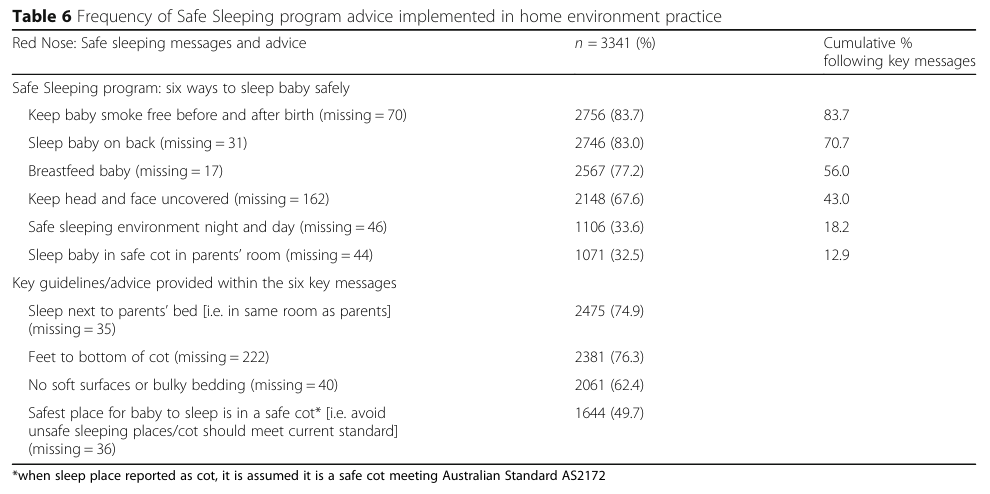 Table 6 Frequency of Safe Sleeping program advice implemented in home environment practice
Red Nose: Safe sleeping messages and advice n = 3341 (%) Cumulative %
following key messages
Safe Sleeping program: six ways to sleep baby safely
Keep baby smoke free before and after birth (missing = 70) 2756 (83.7) 83.7
Sleep baby on back (missing = 31) 2746 (83.0) 70.7
Breastfeed baby (missing = 17) 2567 (77.2) 56.0
Keep head and face uncovered (missing = 162) 2148 (67.6) 43.0
Safe sleeping environment night and day (missing = 46) 1106 (33.6) 18.2
Sleep baby in safe cot in parents' room (missing = 44) 1071 (32.5) 12.9
Key guidelines/advice provided within the six key messages
Sleep next to parents' bed [i.e. in same room as parents] 2475 (74.9)
(missing = 35)
Feet to bottom of cot (missing = 222) 2381 (76.3)
No soft surfaces or bulky bedding (missing = 40) 2061 (62.4)
Safest place for baby to sleep is in a safe cot* [i.e. avoid 1644 (49.7)
unsafe sleeping places/cot should meet current standard]
(missing = 36)
*when sleep place reported as cot, it is assumed it is a safe cot meeting Australian Standard AS2172